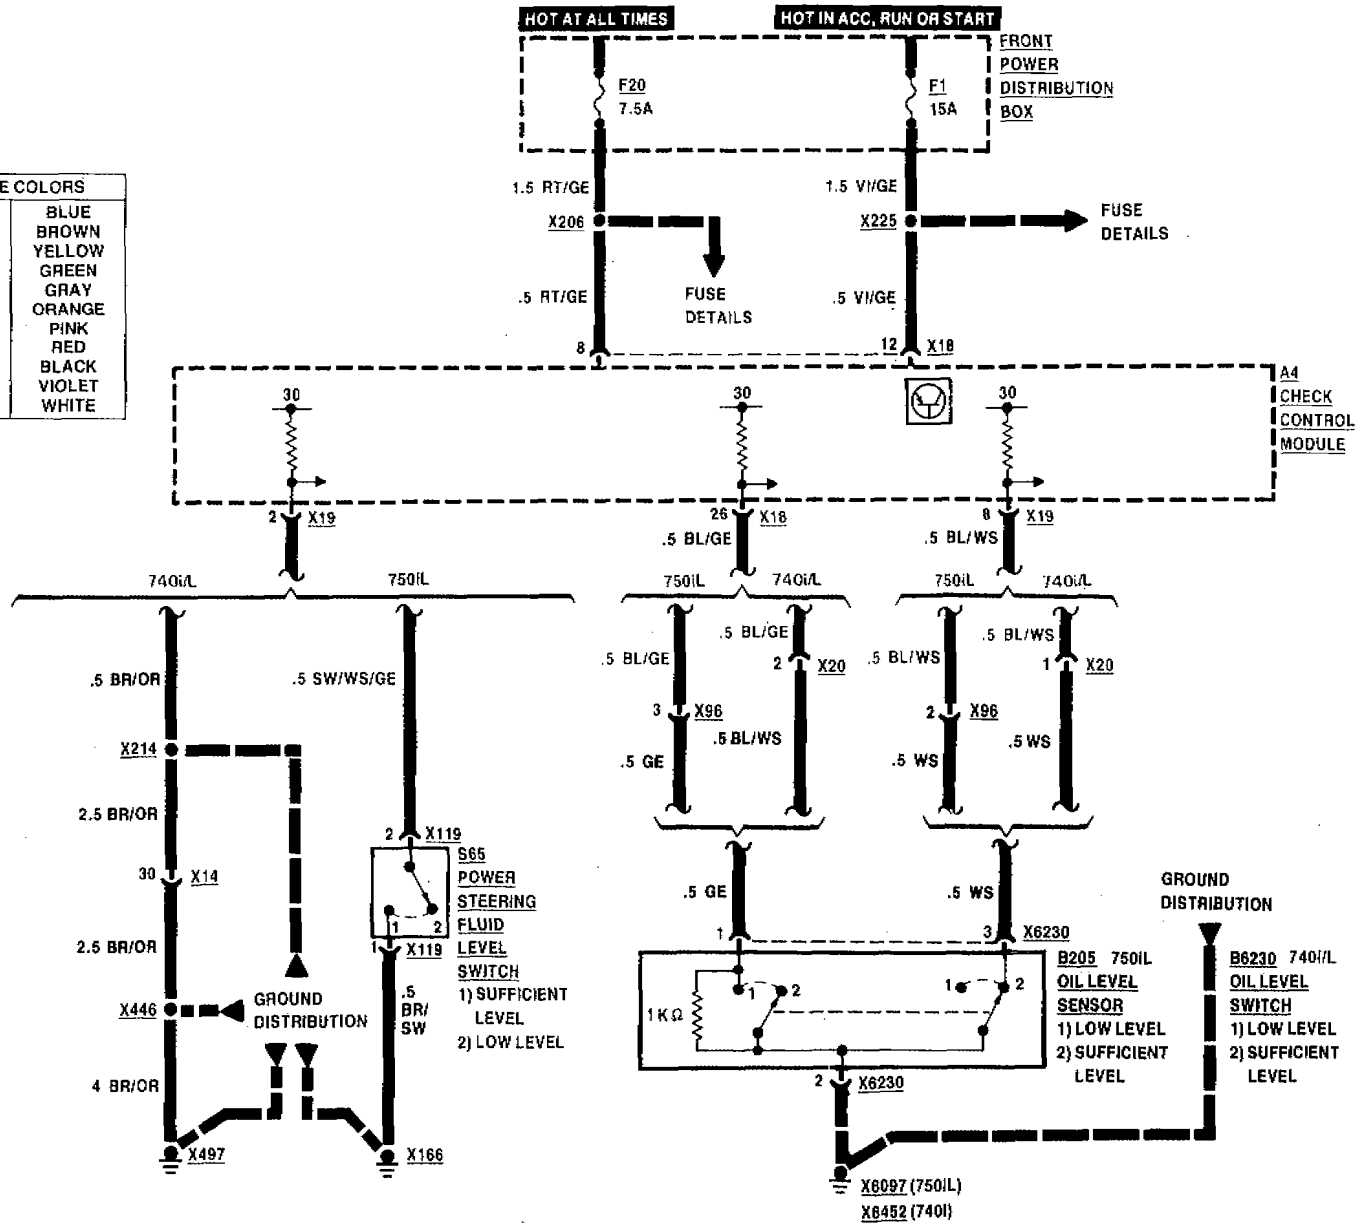 HOT AT ALL TIMES
HOT IN ACC, RUN OR START
FRONT
POWER
DISTRIBUTION
BOX
F20
7.5A
F1
15A
E COLORS
BLUE
BROWN
YELLOW
GREEN
GRAY
ORANGE
PINK
RED
BLACK
VIOLET
WHITE
1.5 RT/GE
1.5 VI/GE
X206
X225
FUSE
DETAILS
.5 RT/GE
FUSE
DETAILS
.5 VI/GE
8
12
X18
A4
CHECK
CONTROL
MODULE
30
30
30
2
X19
26
X18
8
X19
.5 BL/GE
.5 BL/WS
740i/L
750iL
750iL
740i/L
750iL
740i/L
.5 BR/OR
.5 SW/WS/GE
.5 BL/GE
.5 BL/GE
2
X20
.5 BL/WS
.5 BL/WS
1
X20
3
X96
2
X96
X214
.5 GE
.5 BL/WS
.5 WS
.5 WS
2.5 BR/OR
2
X119
30
X14
S65
POWER
STEERING
FLUID
LEVEL
SWITCH
1) SUFFICIENT
LEVEL
2) LOW LEVEL
1
2
1
X119
2.5 BR/OR
.5 GE
.5 WS
GROUND
DISTRIBUTION
1
3
X6230
X446
GROUND
DISTRIBUTION
.5
BR/
SW
1KΩ
1
2
1
2
B205 750iL
OIL LEVEL
SENSOR
1) LOW LEVEL
2) SUFFICIENT
LEVEL
B6230 740i/L
OIL LEVEL
SWITCH
1) LOW LEVEL
2) SUFFICIENT
LEVEL
4 BR/OR
2
X6230
X497
X166
X6097 (750iL)
X6452 (740I)